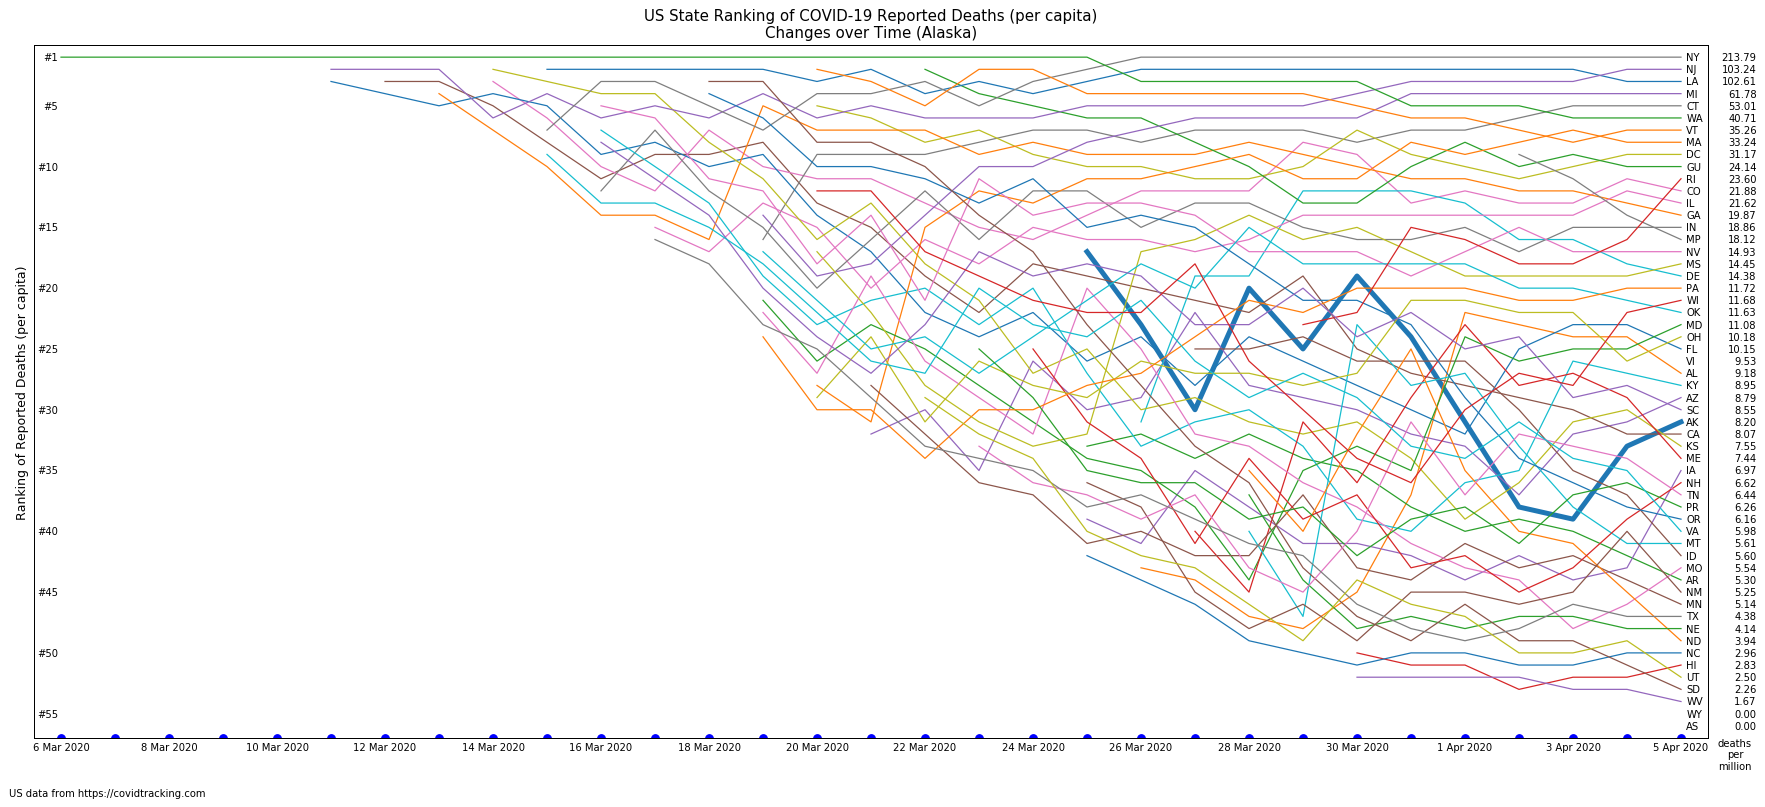 US State Ranking of COVID-19 Reported Deaths (per capita)
Changes over Time (Alaska)
Ranking of Reported Deaths (per capita)
#1
#5
#10
#15
#20
#25
#30
#35
#40
#45
#50
#55
NY 213.79
NJ 103.24
LA 102.61
MI 61.78
CT 53.01
WA 40.71
VT 35.26
MA 33.24
DC 31.17
GU 24.14
RI 23.60
CO 21.88
IL 21.62
GA 19.87
IN 18.86
MP 18.12
NV 14.93
MS 14.45
DE 14.38
PA 11.72
WI 11.68
OK 11.63
MD 11.08
OH 10.18
FL 10.15
VI 9.53
AL 9.18
KY 8.95
AZ 8.79
SC 8.55
AK 8.20
CA 8.07
KS 7.55
ME 7.44
IA 6.97
NH 6.62
TN 6.44
PR 6.26
OR 6.16
VA 5.98
MT 5.61
ID 5.60
MO 5.54
AR 5.30
NM 5.25
MN 5.14
TX 4.38
NE 4.14
ND 3.94
NC 2.96
HI 2.83
UT 2.50
SD 2.26
WV 1.67
WY 0.00
AS 0.00
6 Mar 2020 8 Mar 2020 10 Mar 2020 12 Mar 2020 14 Mar 2020 16 Mar 2020 18 Mar 2020 20 Mar 2020 22 Mar 2020 24 Mar 2020 26 Mar 2020 28 Mar 2020 30 Mar 2020 1 Apr 2020 3 Apr 2020 5 Apr 2020
deaths
per
million
US data from https://covidtracking.com